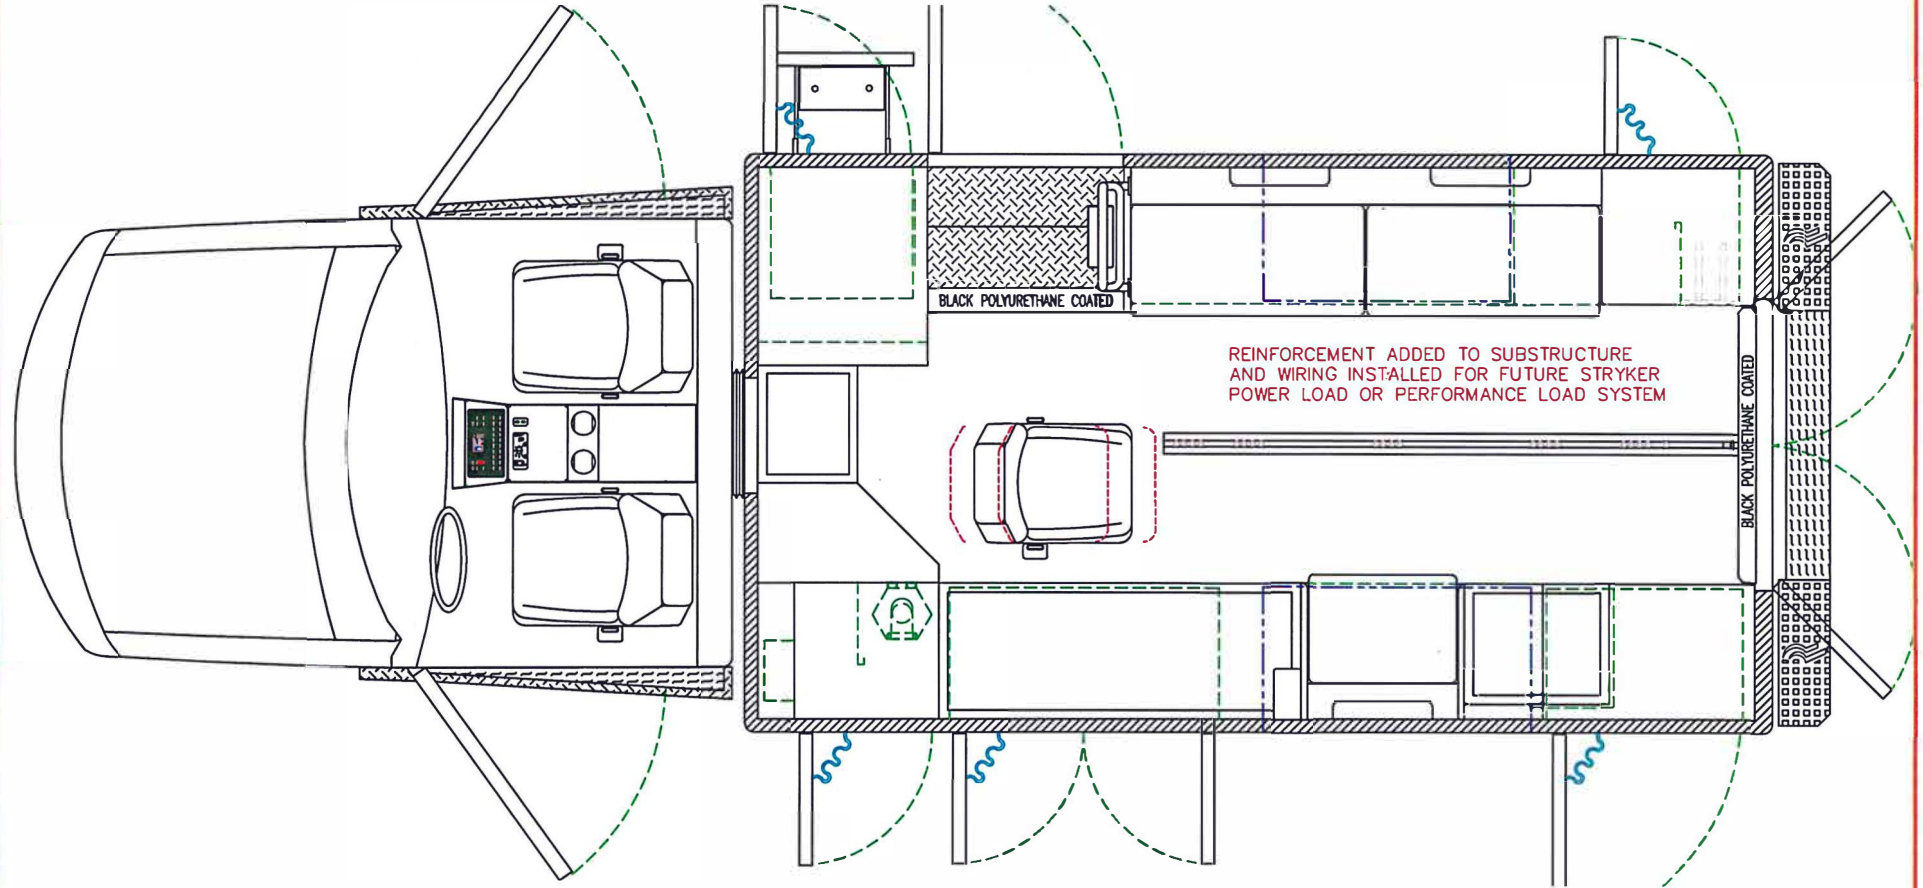 BLACK POLYURETHANE COATED
REINFORCEMENT ADDED TO SUBSTRUCTURE
AND WIRING INSTALLED FOR FUTURE STRYKER
POWER LOAD OR PERFORMANCE LOAD SYSTEM
BLACK POLYURETHANE COATED